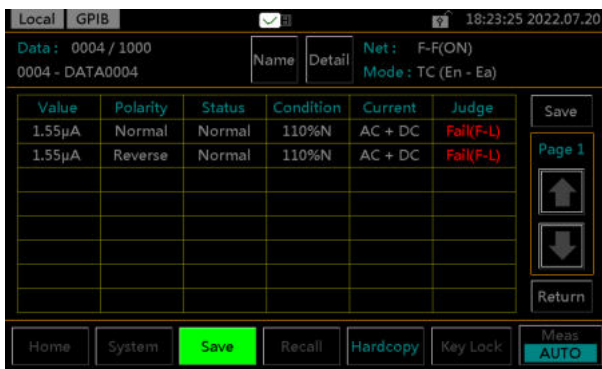 Local GPIB 18:23:25 2022.07.20
Data : 0004 / 1000
0004 - DATA0004
Name Detail
Net : F-F(ON)
Mode : TC (En - Ea)
Value Polarity Status Condition Current Judge
1.55µA Normal Normal 110%N AC + DC Fail(F-L)
1.55µA Reverse Normal 110%N AC + DC Fail(F-L)
Save
Page 1
Return
Home System Save Recall Hardcopy Key Lock Meas
AUTO